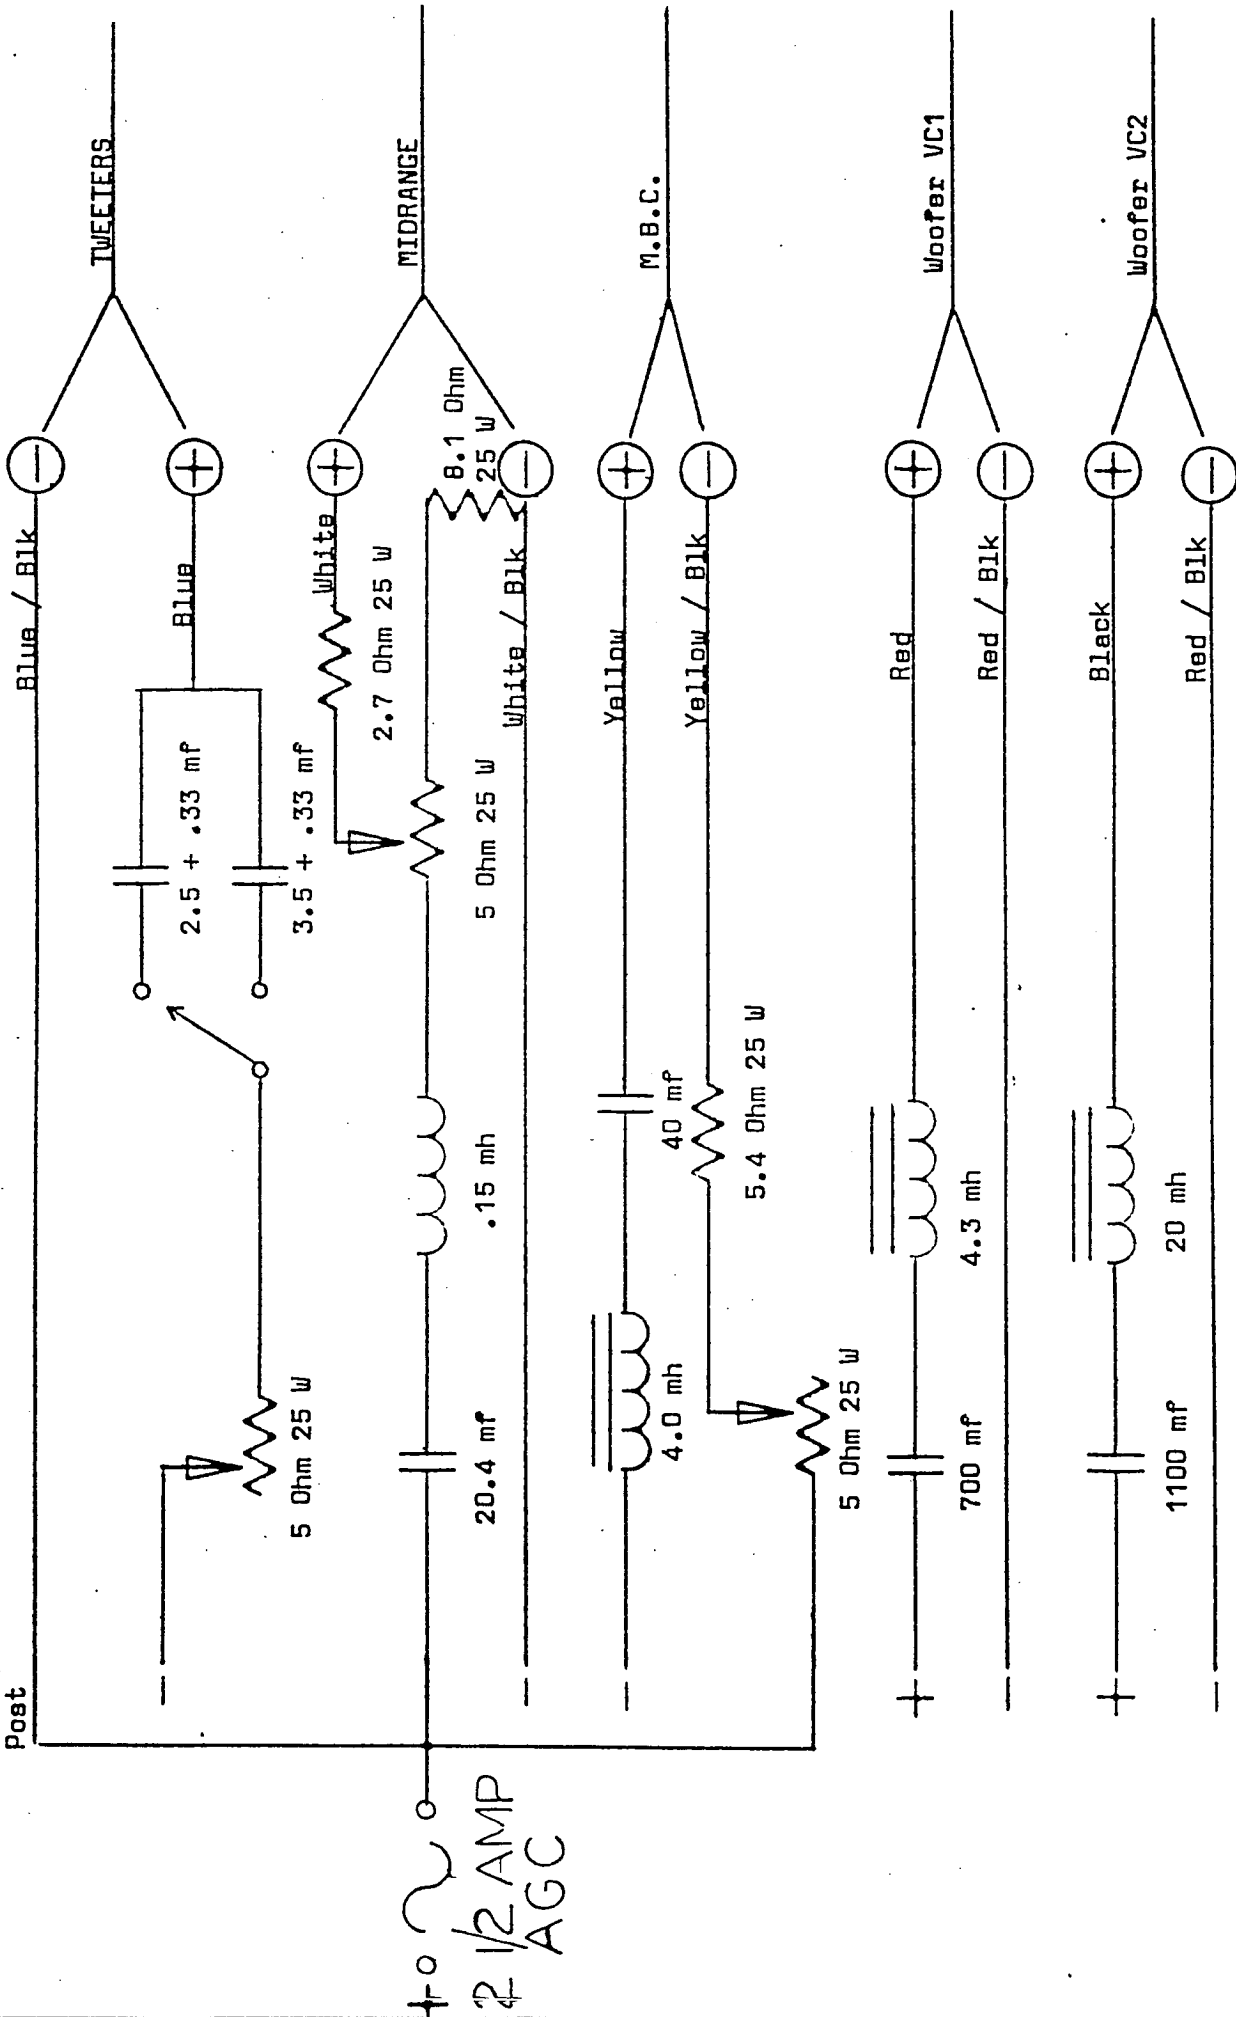 Post
Blue / Blk
TWEETERS
Blue
2.5 + .33 mf
3.5 + .33 mf
5 Ohm 25 W
White
2.7 Ohm 25 W
MIDRANGE
8.1 Ohm
25 W
5 Ohm 25 W
.15 mh
20.4 mf
White / Blk
2 1/2 AMP
AGC
Yellow
M.B.C.
40 mf
4.0 mh
Yellow / Blk
5.4 Ohm 25 W
5 Ohm 25 W
Red
Woofer VC1
4.3 mh
700 mf
Red / Blk
Black
Woofer VC2
20 mh
1100 mf
Red / Blk